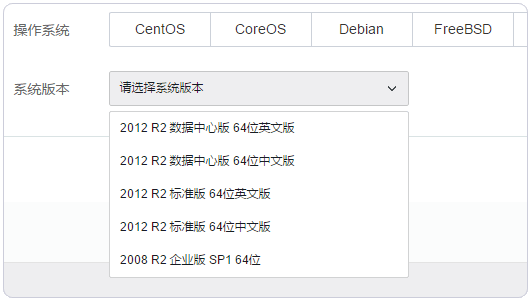 操作系统 CentOS CoreOS Debian FreeBSD
系统版本 请选择系统版本
2012 R2 数据中心版 64位英文版
2012 R2 数据中心版 64位中文版
2012 R2 标准版 64位英文版
2012 R2 标准版 64位中文版
2008 R2 企业版 SP1 64位